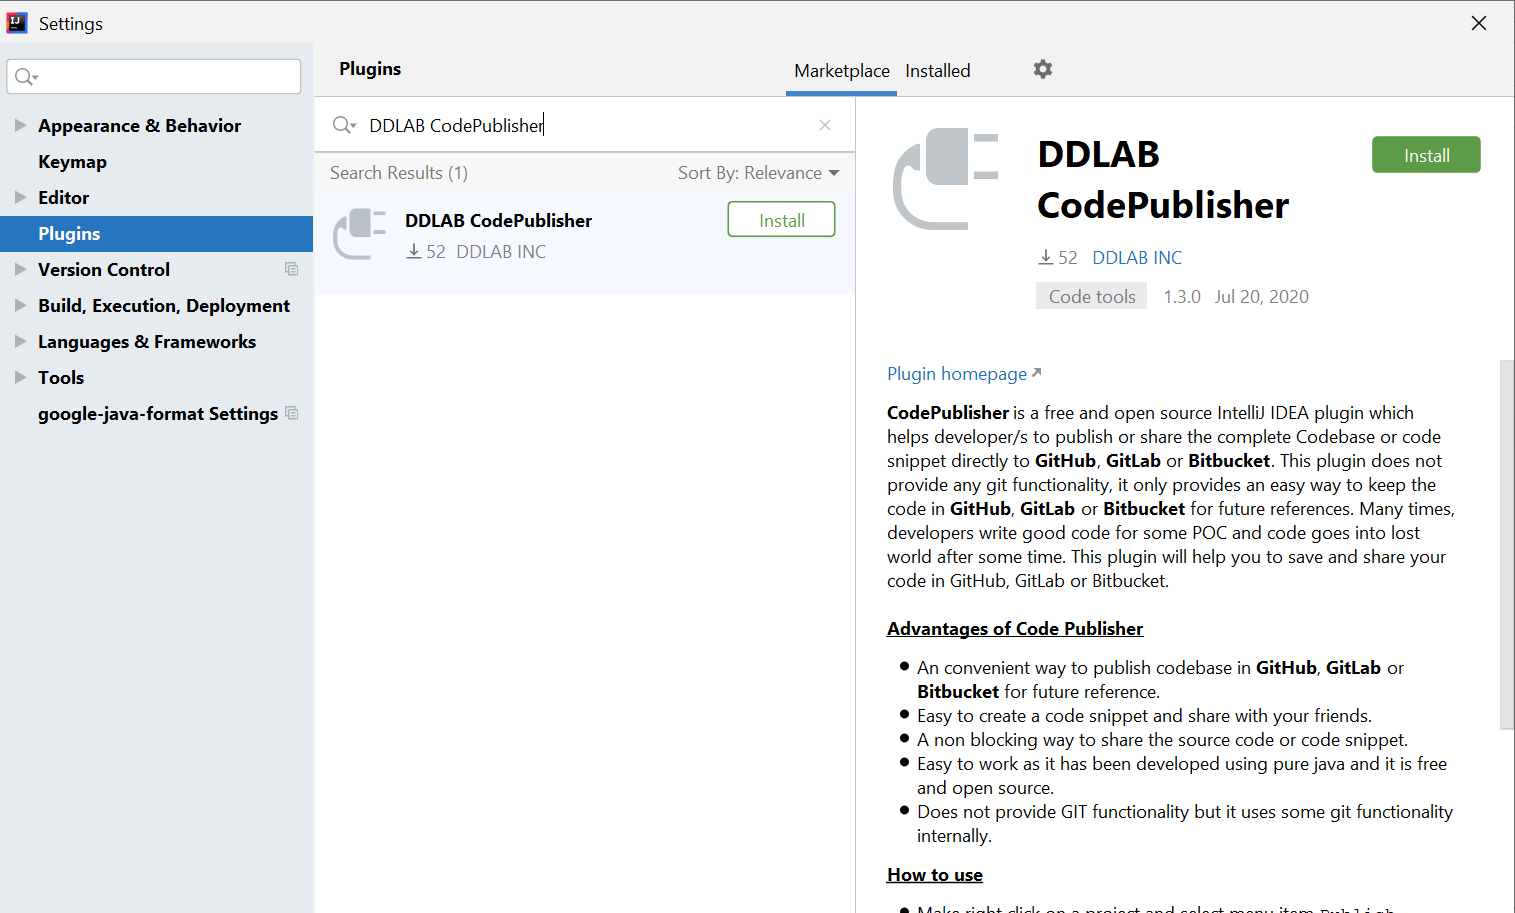 Settings
Plugins
Marketplace Installed
Appearance & Behavior
Keymap
Editor
Plugins
Version Control
Build, Execution, Deployment
Languages & Frameworks
Tools
google-java-format Settings
DDLAB CodePublisher
Search Results (1) Sort By: Relevance
DDLAB CodePublisher Install
52 DDLAB INC
DDLAB
CodePublisher
Install
52 DDLAB INC
Code tools 1.3.0 Jul 20, 2020
Plugin homepage
CodePublisher is a free and open source IntelliJ IDEA plugin which
helps developer/s to publish or share the complete Codebase or code
snippet directly to GitHub, GitLab or Bitbucket. This plugin does not
provide any git functionality, it only provides an easy way to keep the
code in GitHub, GitLab or Bitbucket for future references. Many times,
developers write good code for some POC and code goes into lost
world after some time. This plugin will help you to save and share your
code in GitHub, GitLab or Bitbucket.
Advantages of Code Publisher
An convenient way to publish codebase in GitHub, GitLab or
Bitbucket for future reference.
Easy to create a code snippet and share with your friends.
A non blocking way to share the source code or code snippet.
Easy to work as it has been developed using pure java and it is free
and open source.
Does not provide GIT functionality but it uses some git functionality
internally.
How to use
Make right click on a project and select menu item Publish